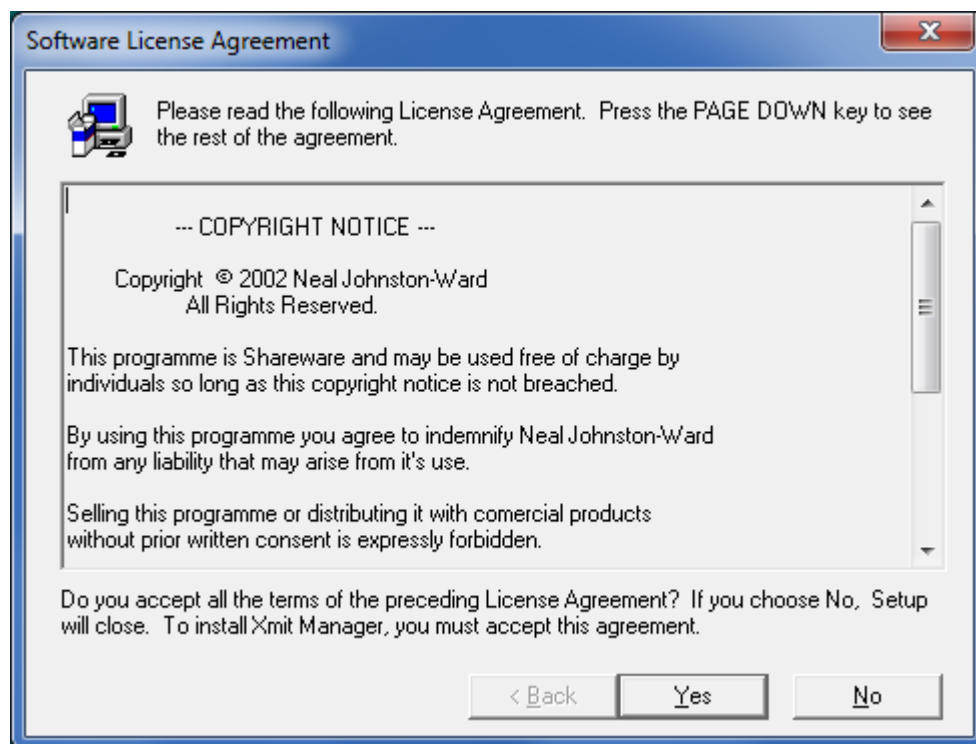 Software License Agreement
Please read the following License Agreement. Press the PAGE DOWN key to see
the rest of the agreement.
--- COPYRIGHT NOTICE ---
Copyright © 2002 Neal Johnston-Ward
All Rights Reserved.
This programme is Shareware and may be used free of charge by
individuals so long as this copyright notice is not breached.
By using this programme you agree to indemnify Neal Johnston-Ward
from any liability that may arise from it's use.
Selling this programme or distributing it with comercial products
without prior written consent is expressly forbidden.
Do you accept all the terms of the preceding License Agreement? If you choose No, Setup
will close. To install Xmit Manager, you must accept this agreement.
< Back Yes No